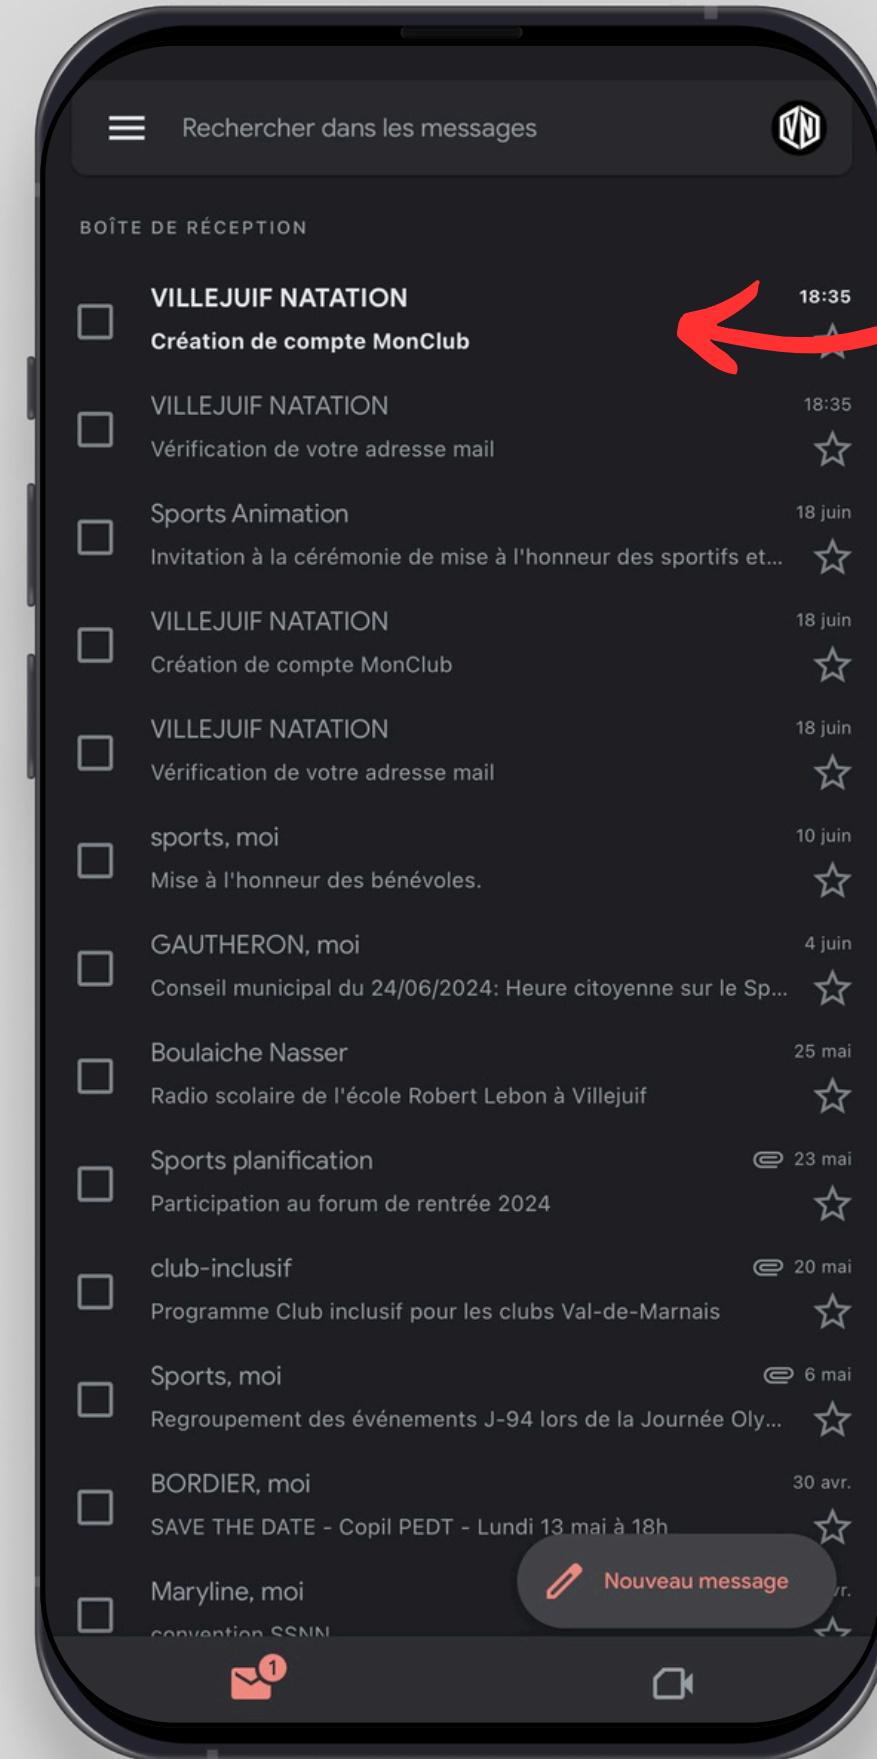 Rechercher dans les messages
VN
BOÎTE DE RÉCEPTION
VILLEJUIF NATATION 18:35
Création de compte MonClub
VILLEJUIF NATATION 18:35
Vérification de votre adresse mail
Sports Animation 18 juin
Invitation à la cérémonie de mise à l'honneur des sportifs et...
VILLEJUIF NATATION 18 juin
Création de compte MonClub
VILLEJUIF NATATION 18 juin
Vérification de votre adresse mail
sports, moi 10 juin
Mise à l'honneur des bénévoles.
GAUTHERON, moi 4 juin
Conseil municipal du 24/06/2024: Heure citoyenne sur le Sp...
Boulaiche Nasser 25 mai
Radio scolaire de l'école Robert Lebon à Villejuif
Sports planification 23 mai
Participation au forum de rentrée 2024
club-inclusif 20 mai
Programme Club inclusif pour les clubs Val-de-Marnais
Sports, moi 6 mai
Regroupement des événements J-94 lors de la Journée Oly...
BORDIER, moi 30 avr.
SAVE THE DATE - Copil PEDT - Lundi 13 mai à 18h
Nouveau message
Maryline, moi
convention SSNN
1